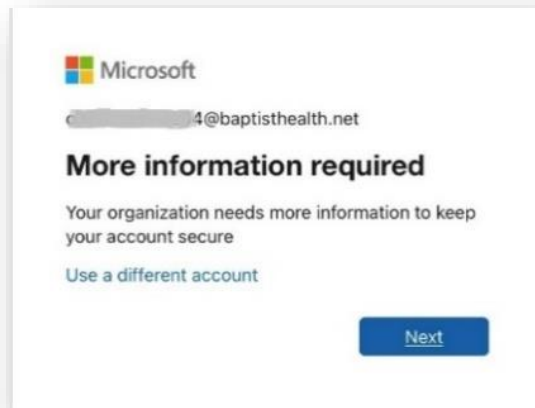 Microsoft
4@baptisthealth.net
More information required
Your organization needs more information to keep
your account secure
Use a different account
Next